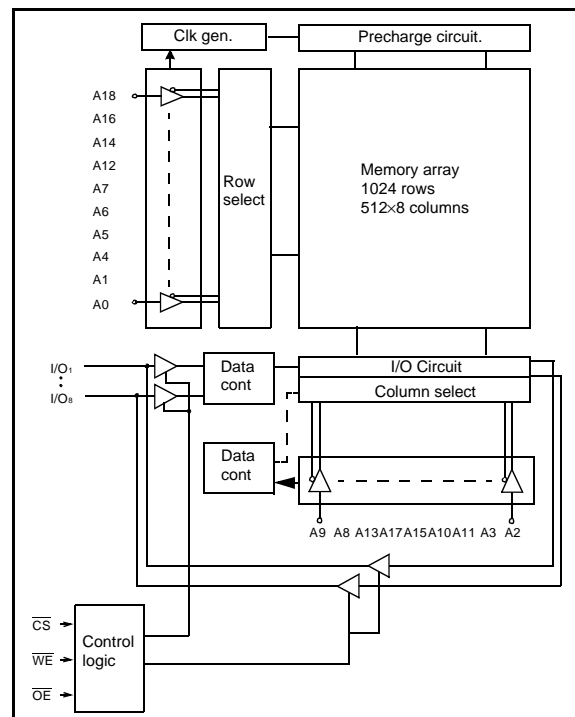 Clk gen.
Precharge circuit.
A18
A16
A14
A12
A7
A6
A5
A4
A1
A0
Row
select
Memory array
1024 rows
512×8 columns
I/O1
I/O8
Data
cont
I/O Circuit
Column select
Data
cont
A9 A8 A13A17A15A10A11 A3 A2
CS
WE
OE
Control
logic